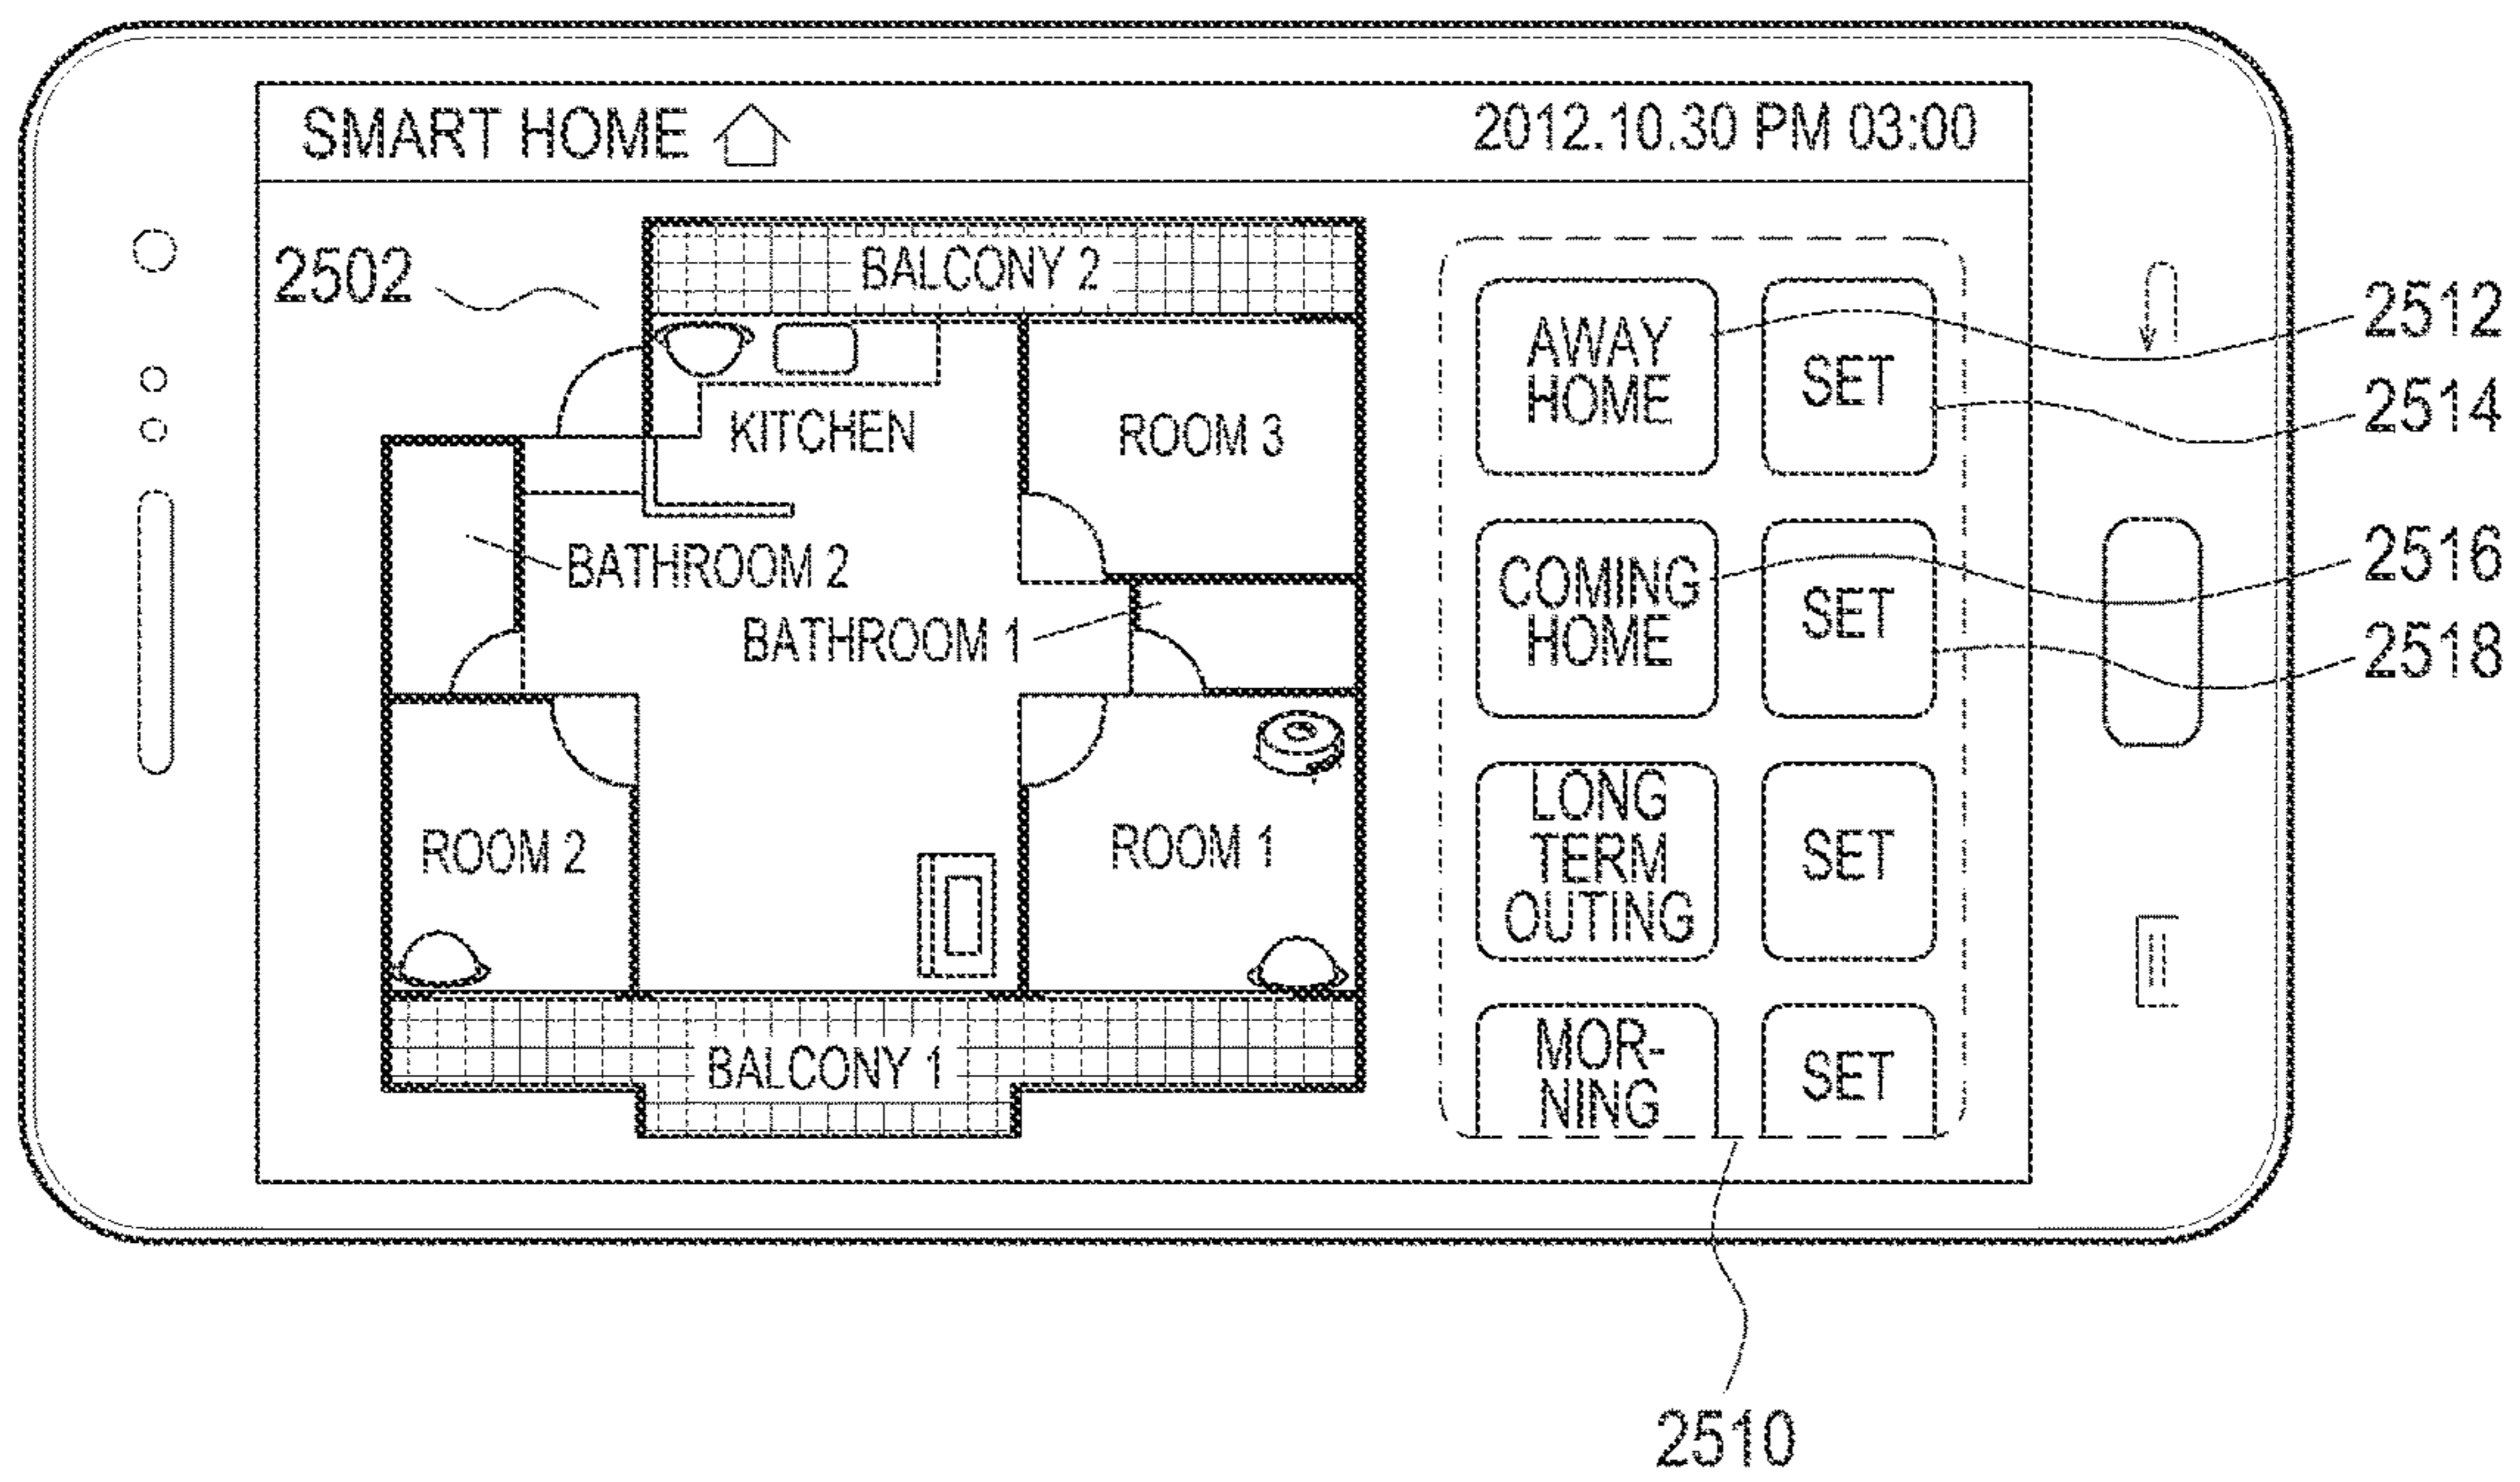 SMART HOME
2012.10.30 PM 03:00
2502
BALCONY 2
KITCHEN
ROOM 3
BATHROOM 2
BATHROOM 1
ROOM 2
ROOM 1
BALCONY 1
AWAY
HOME
SET
COMING
HOME
SET
LONG
TERM
OUTING
SET
MOR-
NING
SET
2512
2514
2516
2518
2510